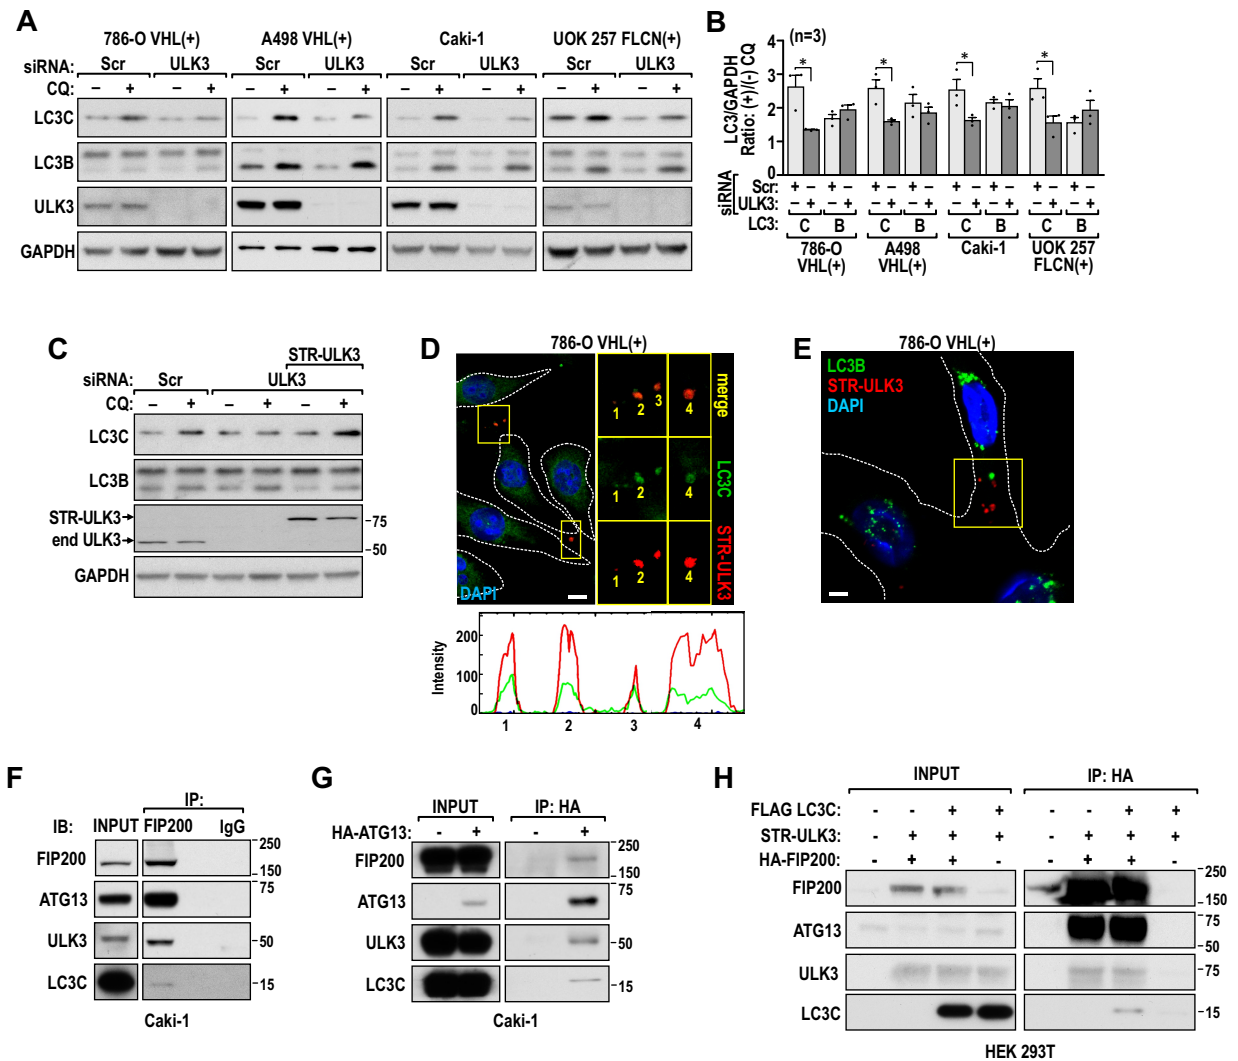 A
786-O VHL(+) A498 VHL(+) Caki-1 UOK 257 FLCN(+)
siRNA: Scr ULK3 Scr ULK3 Scr ULK3 Scr ULK3
CQ: – + – + – + – + – + – + – + – +
LC3C
LC3B
ULK3
GAPDH
B
(n=3)
LC3/GAPDH
Ratio: (+)/(-) CQ
4
3
2
1
0
* * * *
siRNA
Scr: + – + – + – + – + – + – + – + –
ULK3: – + – + – + – + – + – + – + – +
LC3: C B C B C B C B
786-O VHL(+) A498 VHL(+) Caki-1 UOK 257 FLCN(+)
C
STR-ULK3
siRNA: Scr ULK3
CQ: – + – + – +
LC3C
LC3B
STR-ULK3
end ULK3
-75
-50
GAPDH
D
786-O VHL(+)
DAPI
1 2 3 4
merge
1 2 4
LC3C
1 2 4
STR-ULK3
Intensity
200
100
0
1 2 3 4
E
786-O VHL(+)
LC3B
STR-ULK3
DAPI
F
IP:
IB: INPUT FIP200 IgG
FIP200
-250
-150
ATG13
-75
ULK3
-50
LC3C
-15
Caki-1
G
INPUT IP: HA
HA-ATG13: - + - +
FIP200
-250
-150
ATG13
-75
ULK3
-50
LC3C
-15
Caki-1
H
INPUT IP: HA
FLAG LC3C: - - + + - - + +
STR-ULK3: - + + + - + + +
HA-FIP200: - + + - - + + -
FIP200
-250
-150
ATG13
-75
-50
ULK3
-75
LC3C
-15
HEK 293T